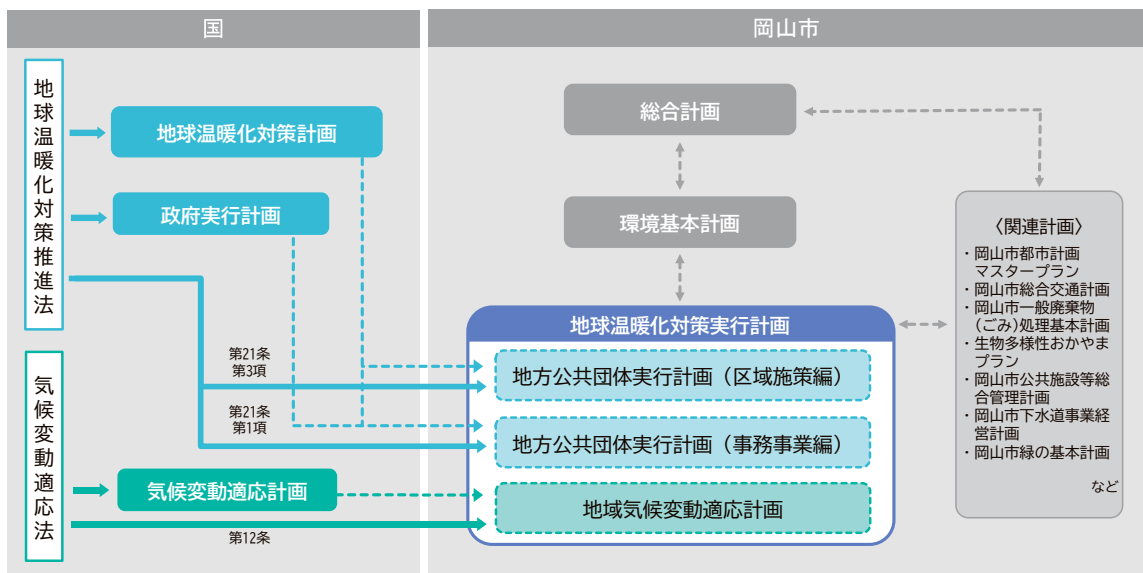 国
岡山市
地球温暖化対策推進法
地球温暖化対策計画
政府実行計画
第21条
第3項
第21条
第1項
気候変動適応法
気候変動適応計画
第12条
総合計画
環境基本計画
地球温暖化対策実行計画
地方公共団体実行計画（区域施策編）
地方公共団体実行計画（事務事業編）
地域気候変動適応計画
〈関連計画〉
・岡山市都市計画
マスタープラン
・岡山市総合交通計画
・岡山市一般廃棄物
(ごみ)処理基本計画
・生物多様性おかやま
プラン
・岡山市公共施設等総
合管理計画
・岡山市下水道事業経
営計画
・岡山市緑の基本計画
など